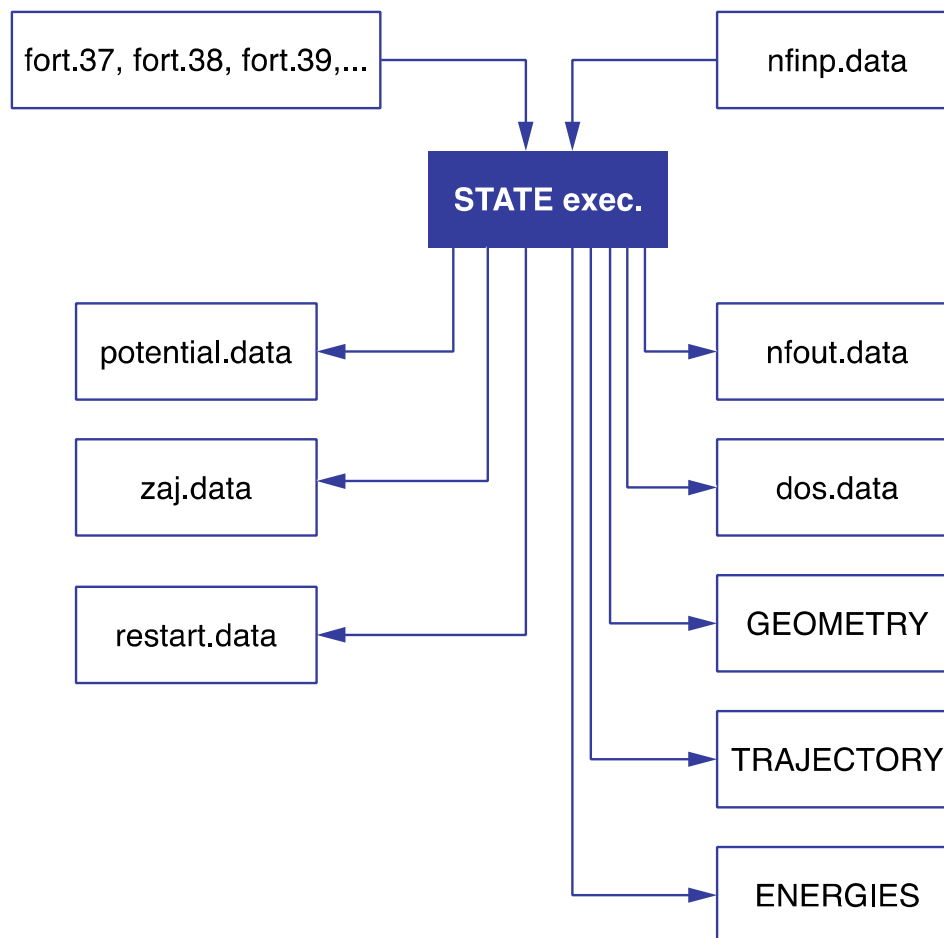 fort.37, fort.38, fort.39,...
nfinp.data
STATE exec.
potential.data
nfout.data
zaj.data
dos.data
restart.data
GEOMETRY
TRAJECTORY
ENERGIES